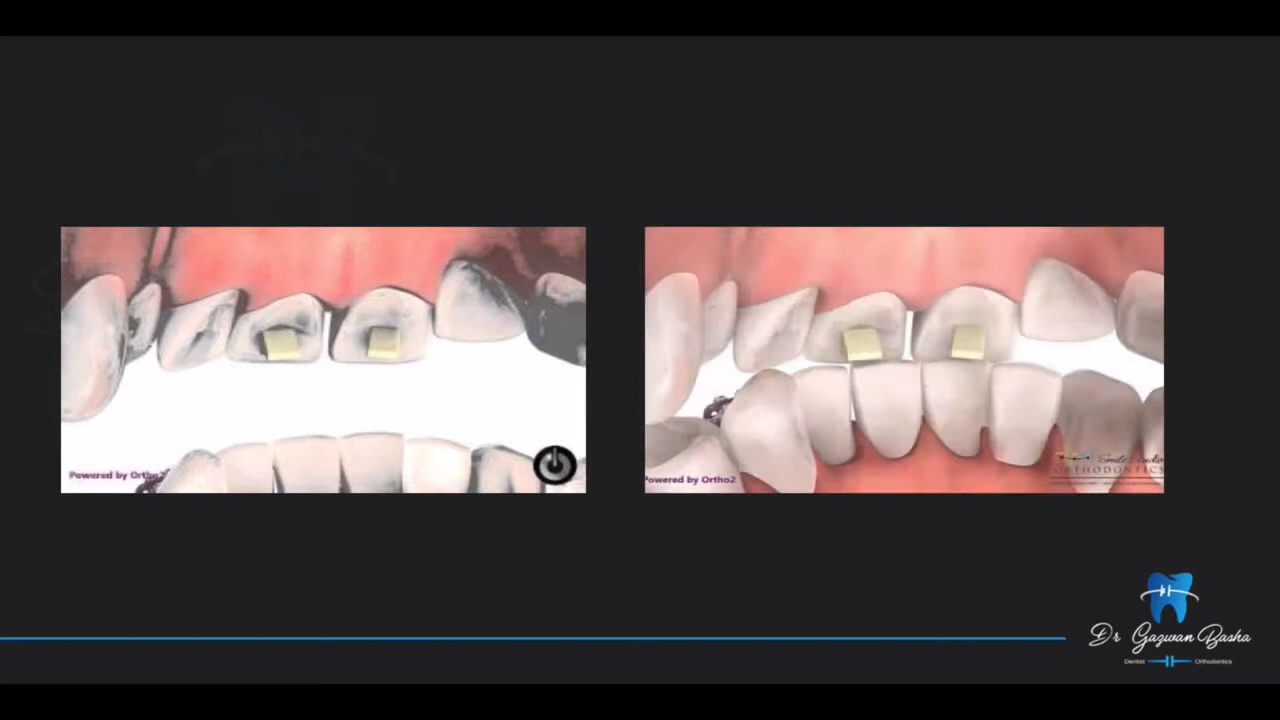 Powered by Ortho2
Powered by Ortho2
ORTHODONTICS
Dr Gazwan Basha
Dentist
Orthodontics